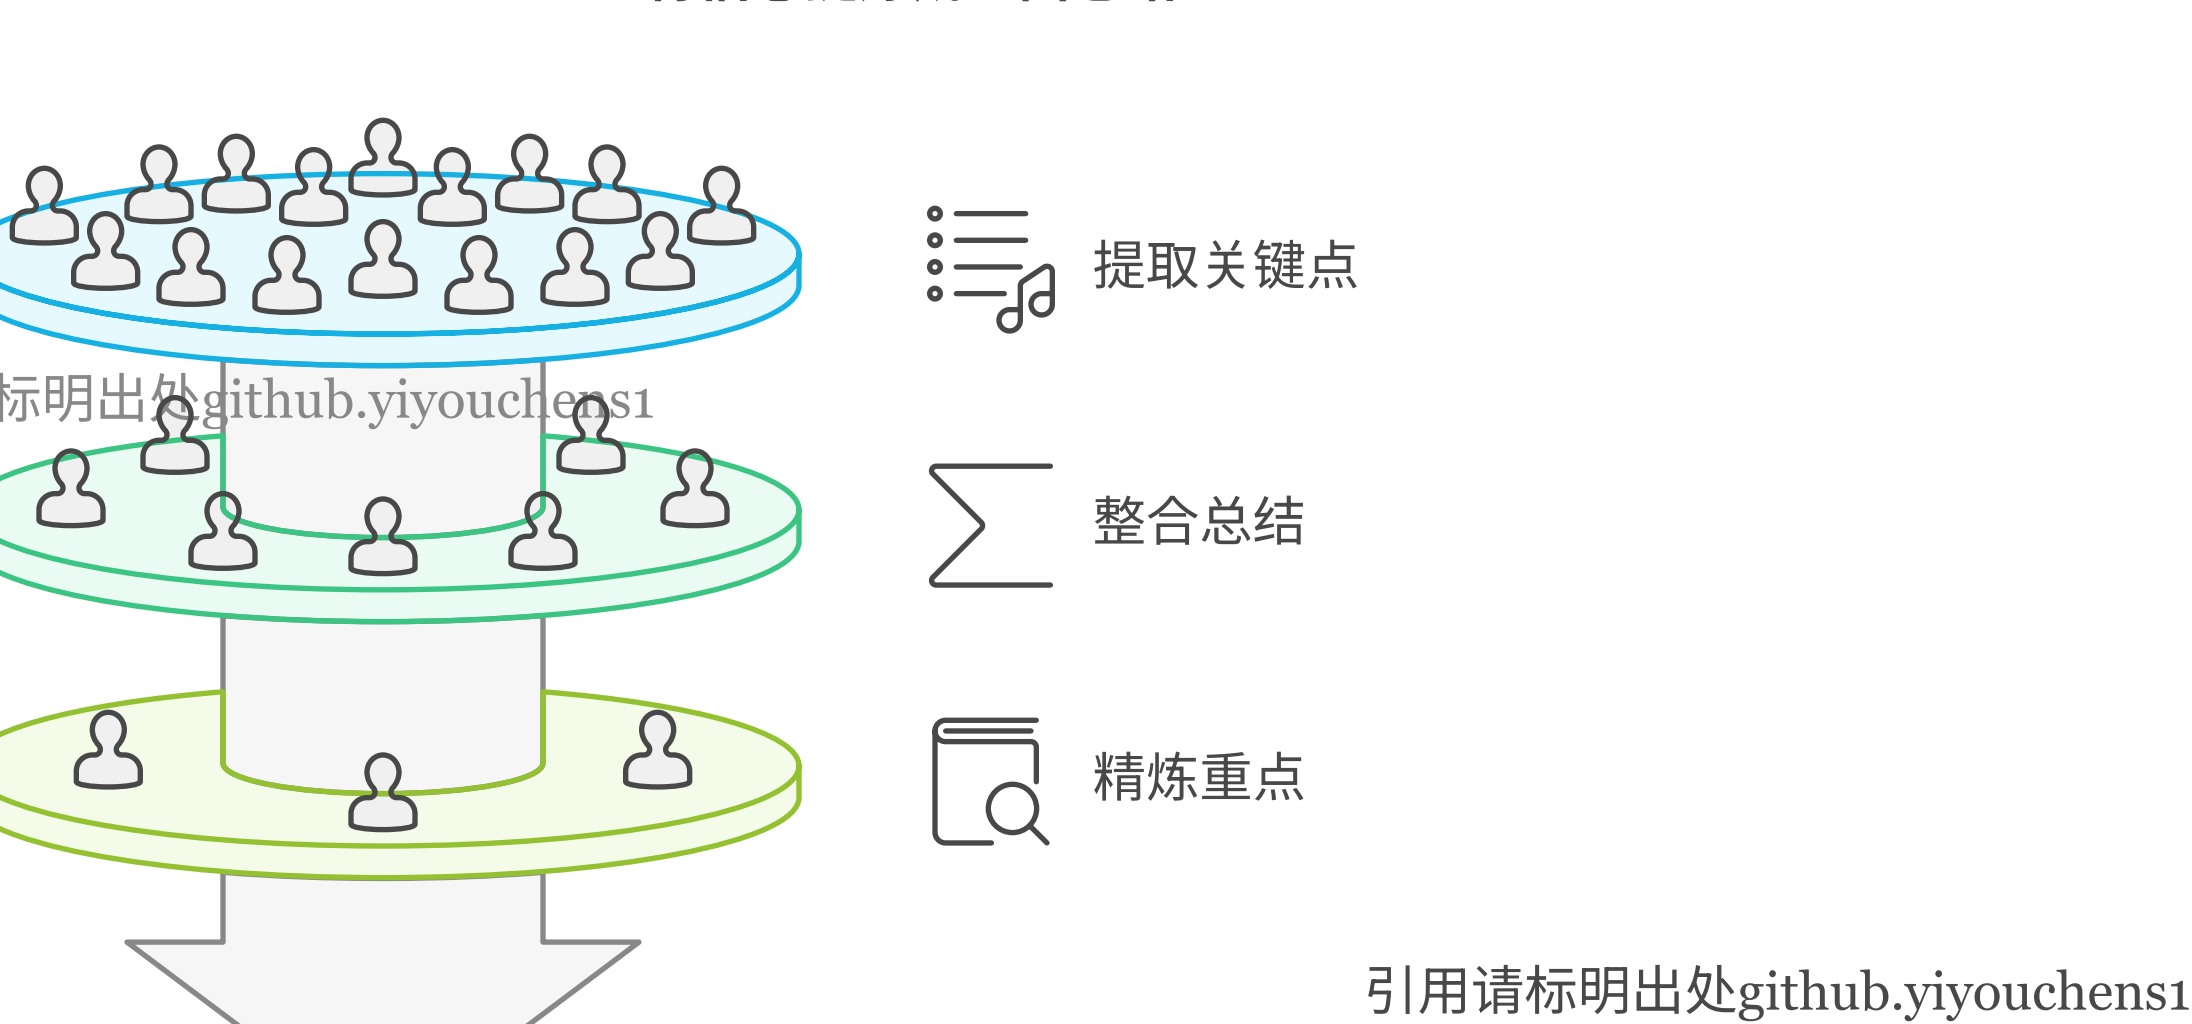 提取关键点
标明出处github.yiyouchens1
整合总结
精炼重点
引用请标明出处github.yiyouchens1